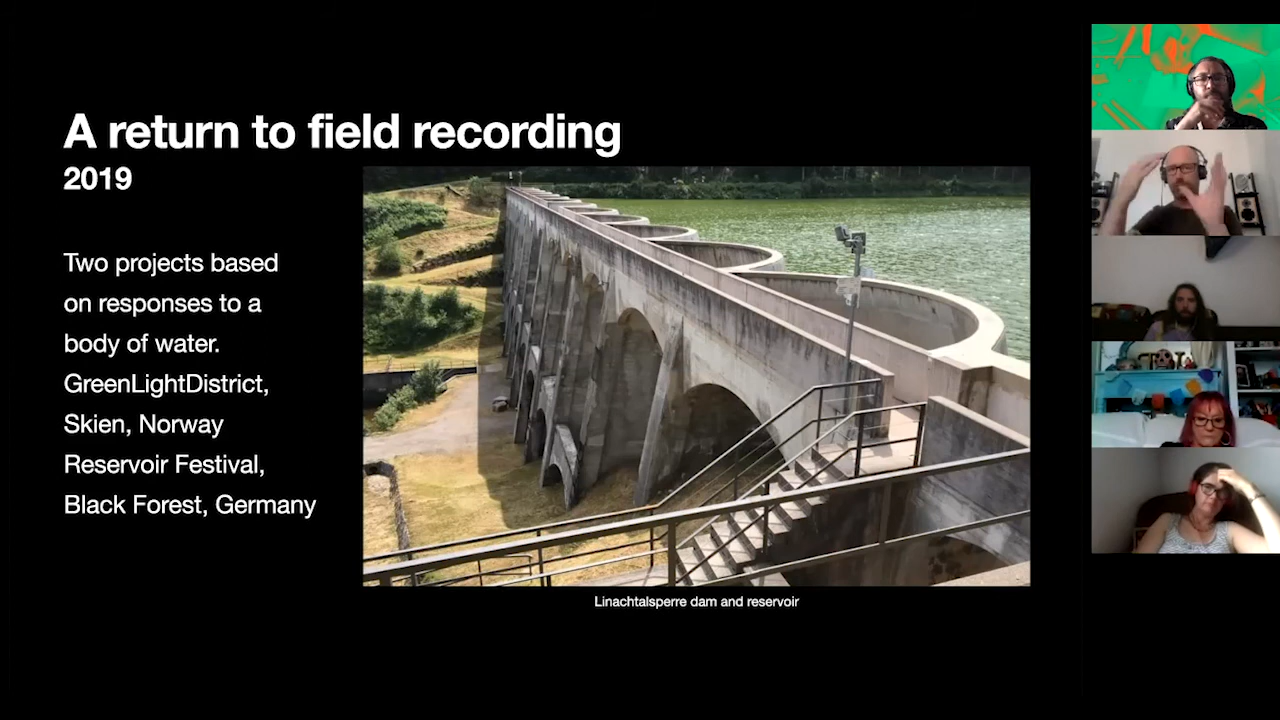 A return to field recording
2019
Two projects based
on responses to a
body of water.
GreenLightDistrict,
Skien, Norway
Reservoir Festival,
Black Forest, Germany
Linachtalsperre dam and reservoir